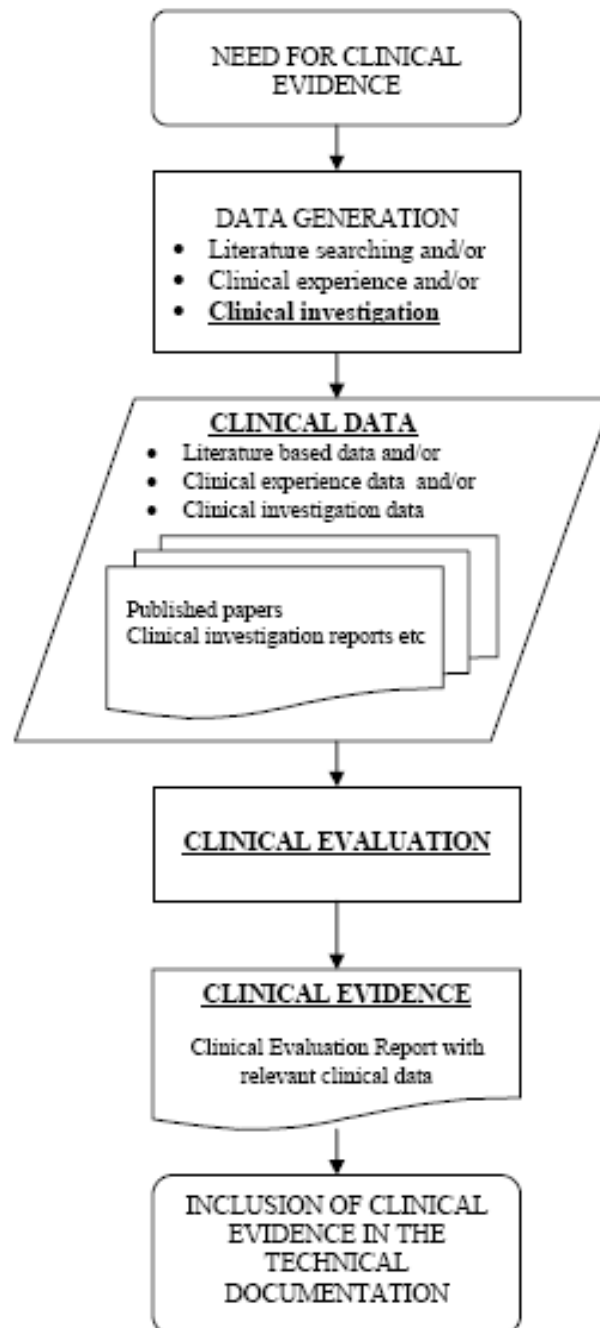 NEED FOR CLINICAL
EVIDENCE
DATA GENERATION
• Literature searching and/or
• Clinical experience and/or
• Clinical investigation
CLINICAL DATA
• Literature based data and/or
• Clinical experience data and/or
• Clinical investigation data
Published papers
Clinical investigation reports etc
CLINICAL EVALUATION
CLINICAL EVIDENCE
Clinical Evaluation Report with
relevant clinical data
INCLUSION OF CLINICAL
EVIDENCE IN THE
TECHNICAL
DOCUMENTATION